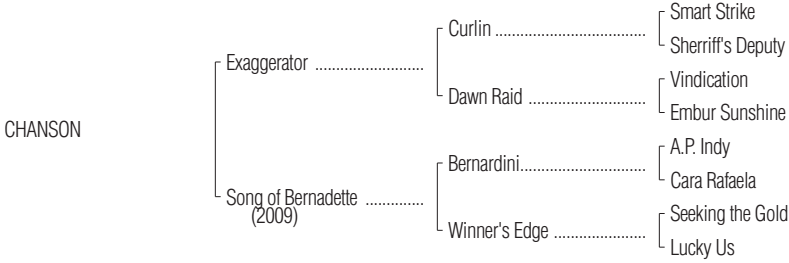 Smart Strike
Curlin ....................................
Sherriff's Deputy
Exaggerator ..........................
Vindication
Dawn Raid ............................
Embur Sunshine
CHANSON
A.P. Indy
Bernardini..............................
Cara Rafaela
Song of Bernadette ..............
(2009)
Seeking the Gold
Winner's Edge ......................
Lucky Us